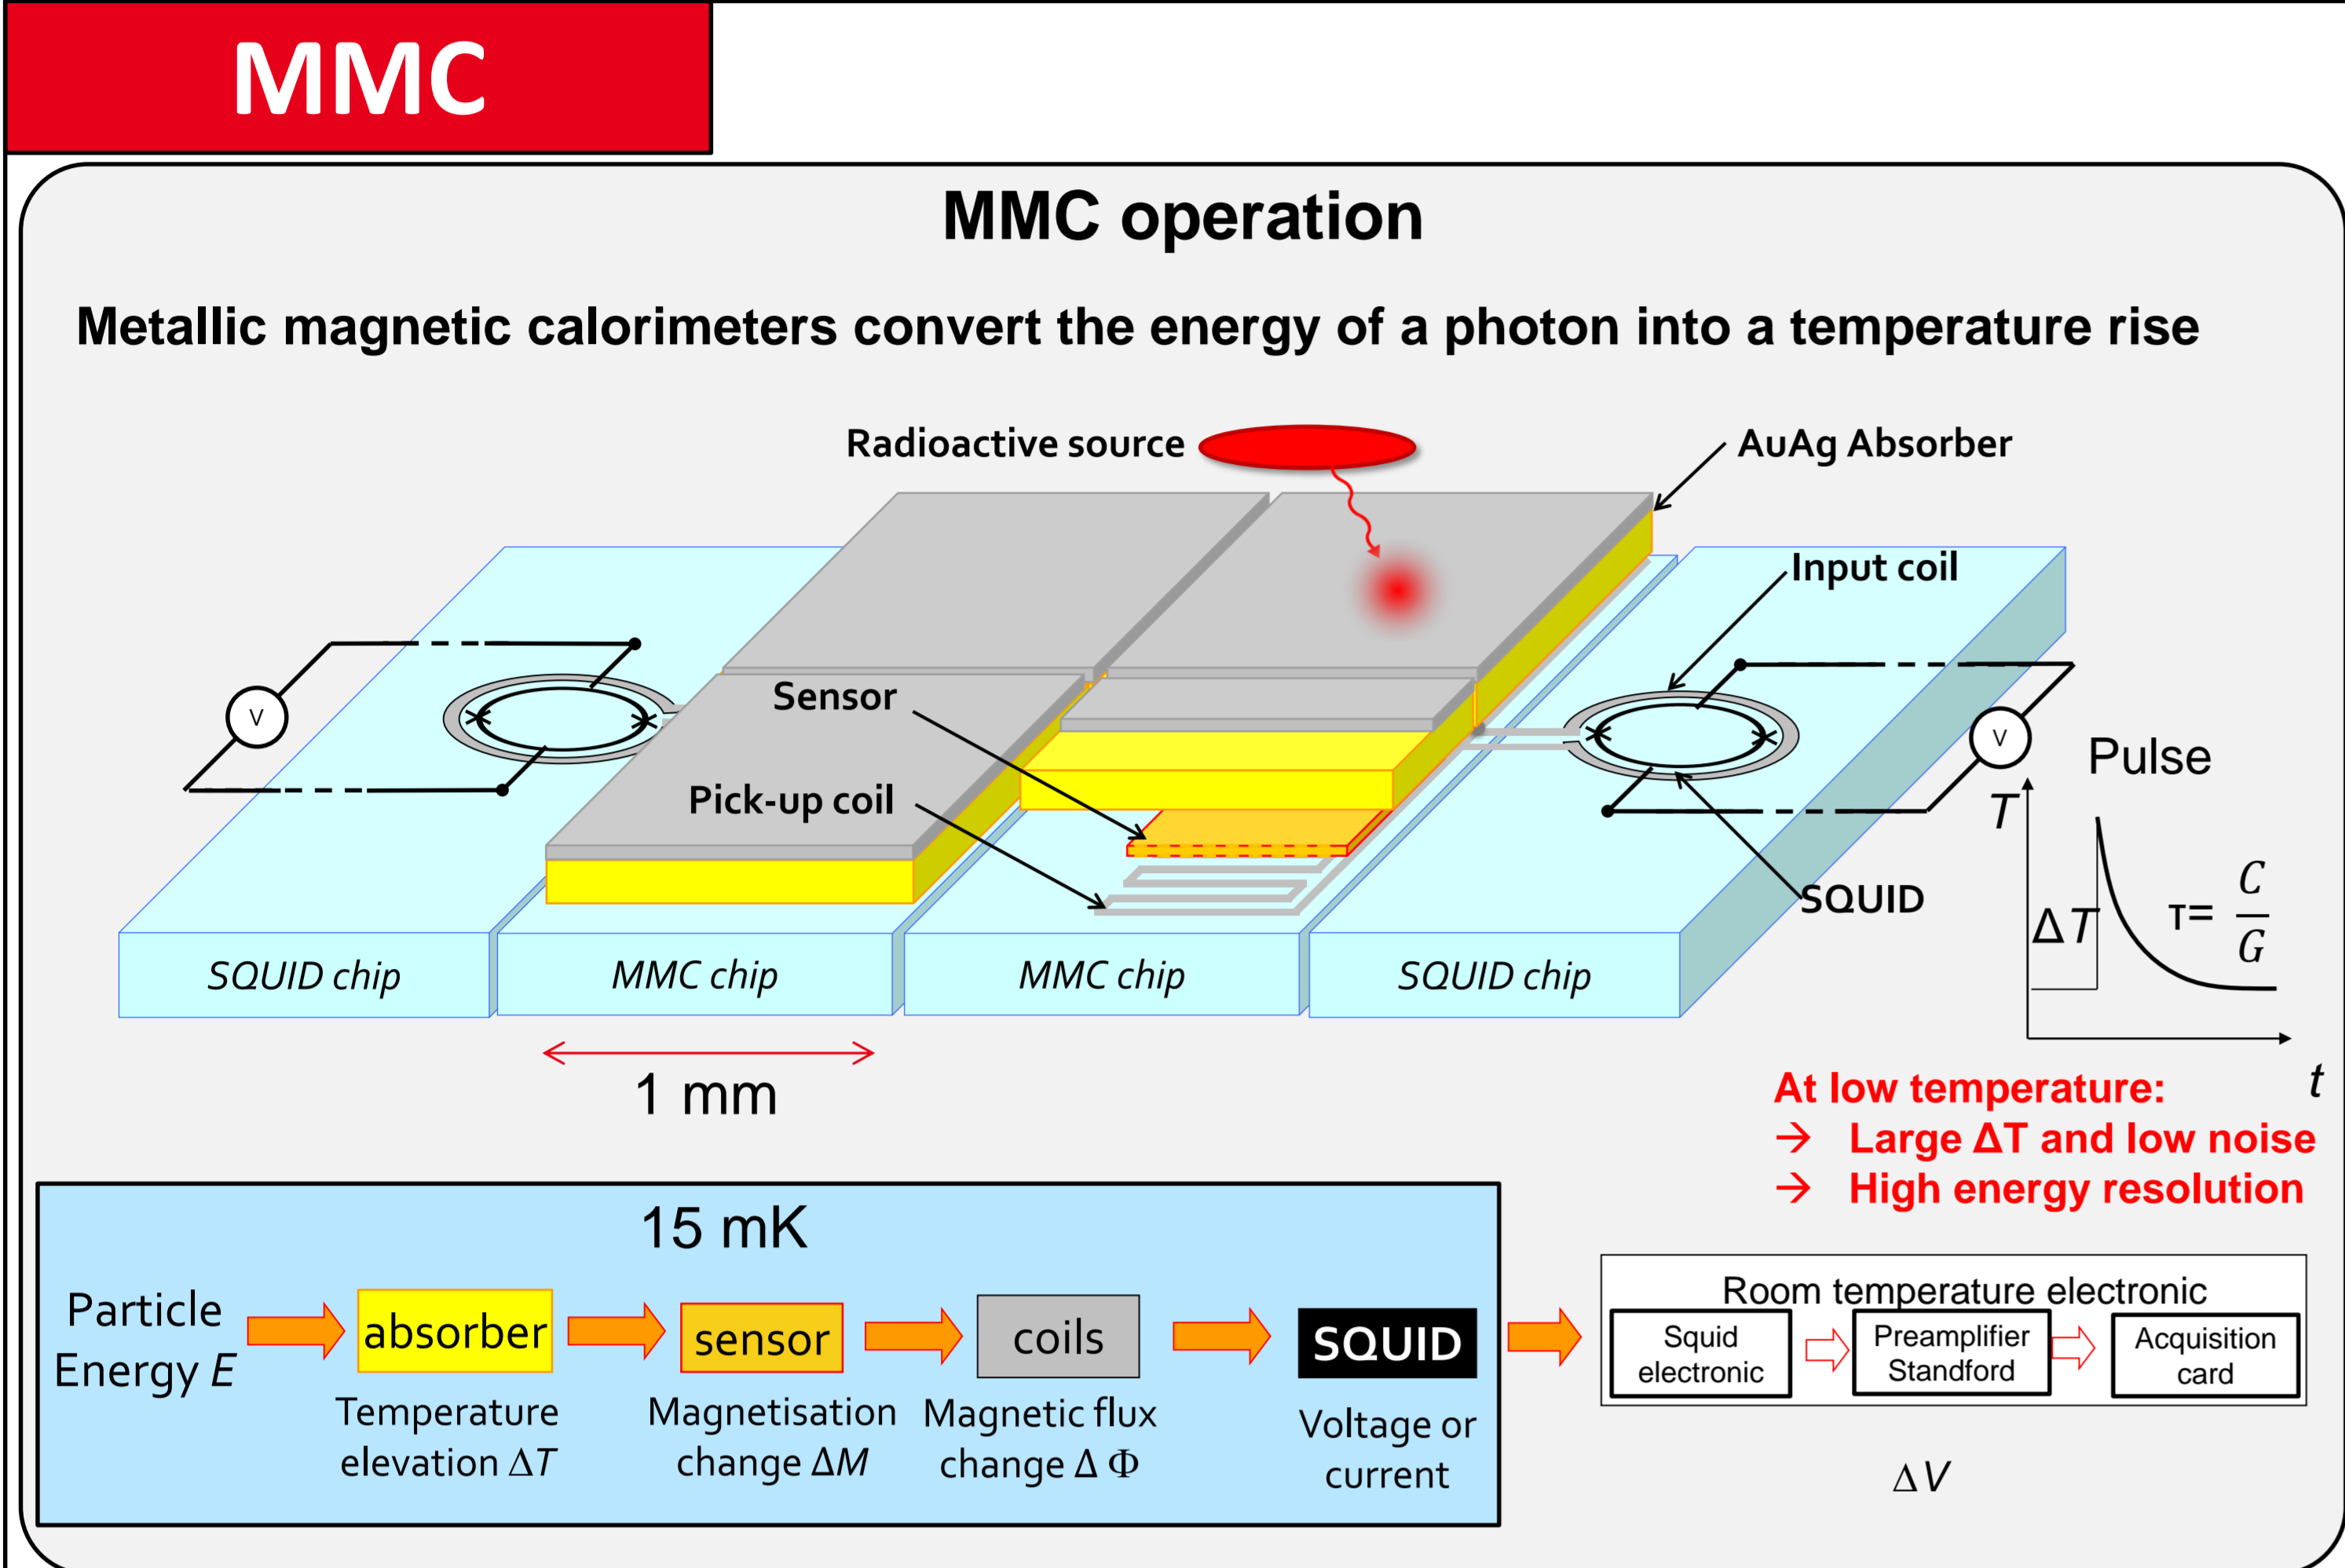 MMC
MMC operation
Metallic magnetic calorimeters convert the energy of a photon into a temperature rise
Radioactive source
AuAg Absorber
Input coil
Sensor
Pick-up coil
SQUID
V
V
Pulse
T
ΔT
τ= C/G
t
SQUID chip
MMC chip
MMC chip
SQUID chip
1 mm
At low temperature:
→ Large ΔT and low noise
→ High energy resolution
15 mK
Particle
Energy E
absorber
Temperature
elevation ΔT
sensor
Magnetisation
change ΔM
coils
Magnetic flux
change Δ Φ
SQUID
Voltage or
current
Room temperature electronic
Squid
electronic
Preamplifier
Standford
Acquisition
card
ΔV